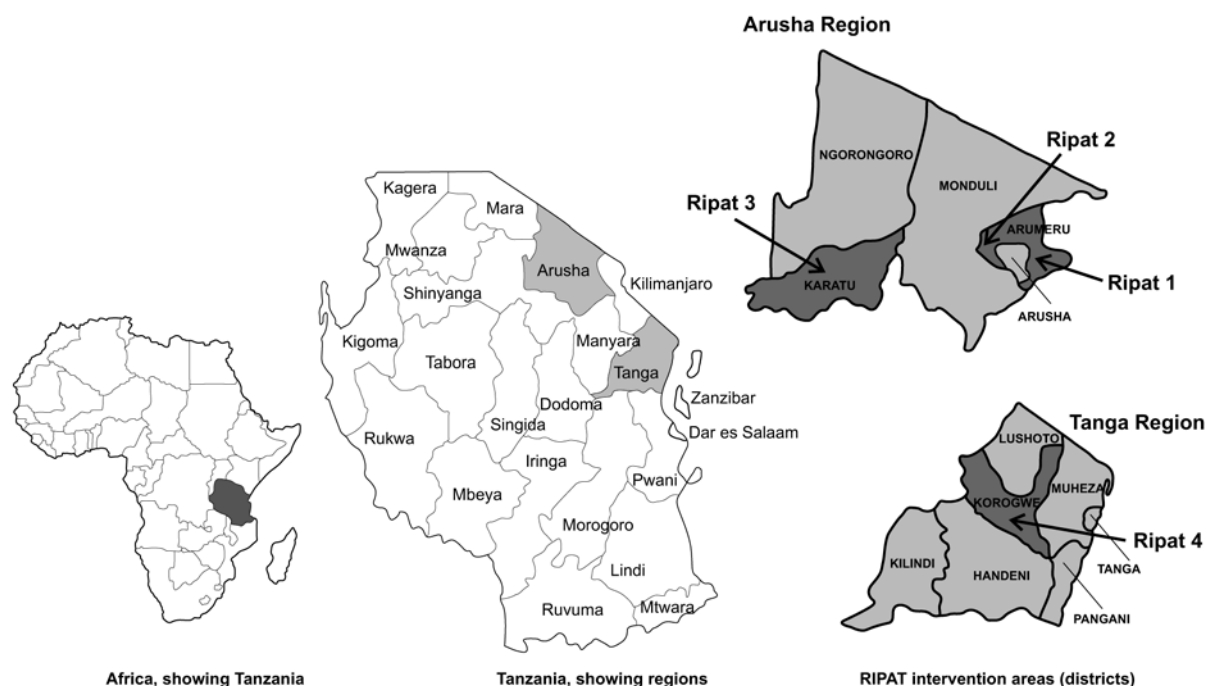 Arusha Region
Ripat 2
NGORONGORO
MONDULI
Ripat 3
ARUMERU
KARATU
Ripat 1
ARUSHA
Kagera
Mara
Mwanza
Arusha
Kilimanjaro
Shinyanga
Kigoma
Manyara
Tabora
Tanga
Zanzibar
Dodoma
Singida
Dar es Salaam
Rukwa
Iringa
Pwani
Mbeya
Morogoro
Lindi
Ruvuma
Mtwara
Tanga Region
LUSHOTO
MUHEZA
KOROGWE
Ripat 4
KILINDI
HANDENI
TANGA
PANGANI
Africa, showing Tanzania
Tanzania, showing regions
RIPAT intervention areas (districts)